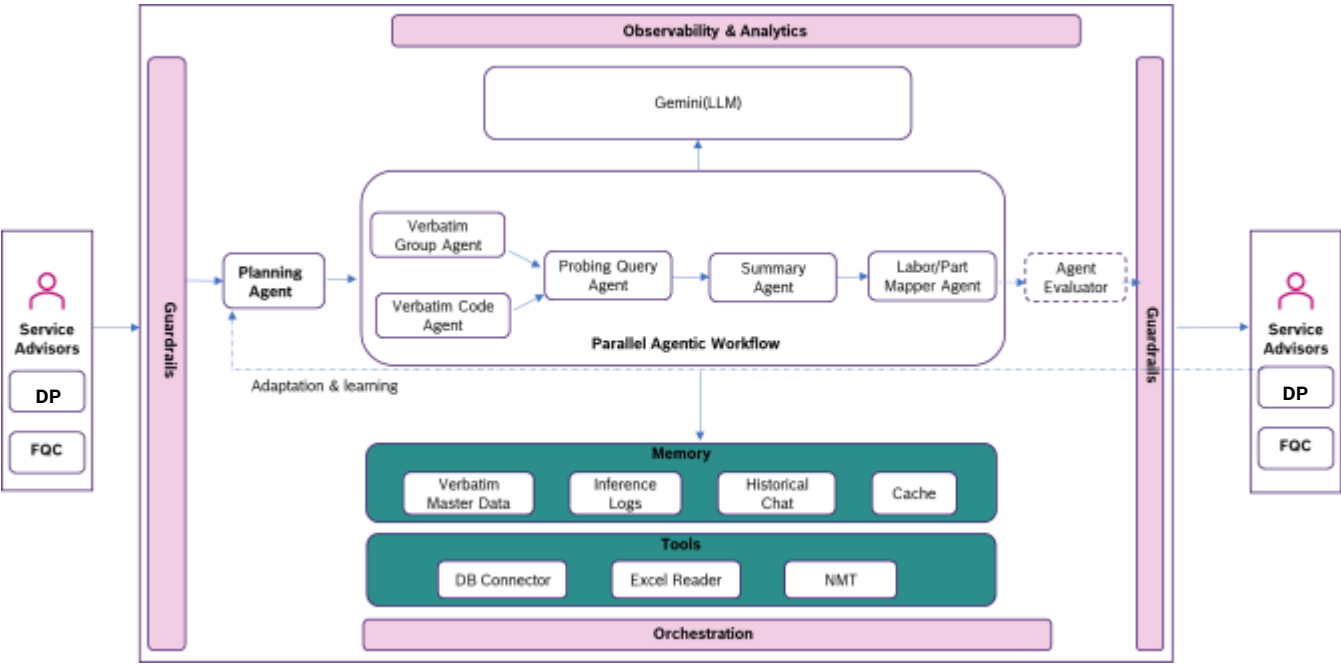 Observability & Analytics
Gemini(LLM)
Guardrails
Service
Advisors
DP
FQC
Planning
Agent
Verbatim
Group Agent
Verbatim Code
Agent
Probing Query
Agent
Summary
Agent
Labor/Part
Mapper Agent
Parallel Agentic Workflow
Agent
Evaluator
Guardrails
Service
Advisors
DP
FQC
Adaptation & learning
Memory
Verbatim
Master Data
Inference
Logs
Historical
Chat
Cache
Tools
DB Connector
Excel Reader
NMT
Orchestration